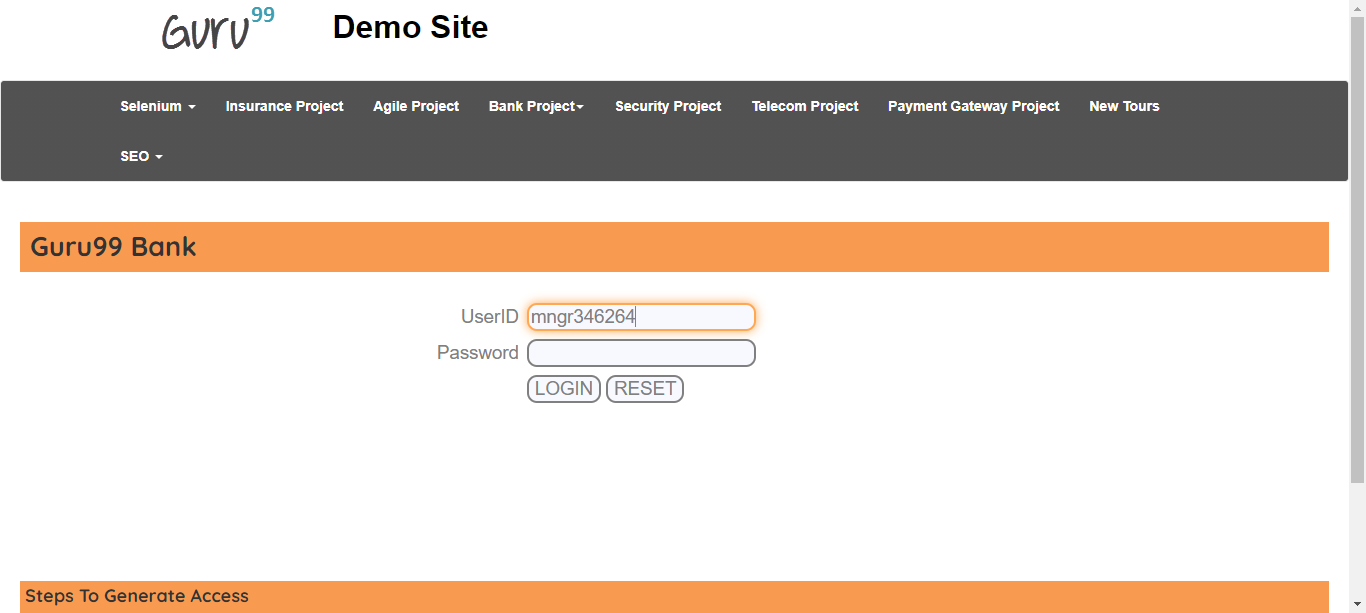 Guru99
Demo Site
Selenium Insurance Project Agile Project Bank Project Security Project Telecom Project Payment Gateway Project New Tours
SEO
Guru99 Bank
UserID mngr346264
Password
LOGIN RESET
Steps To Generate Access